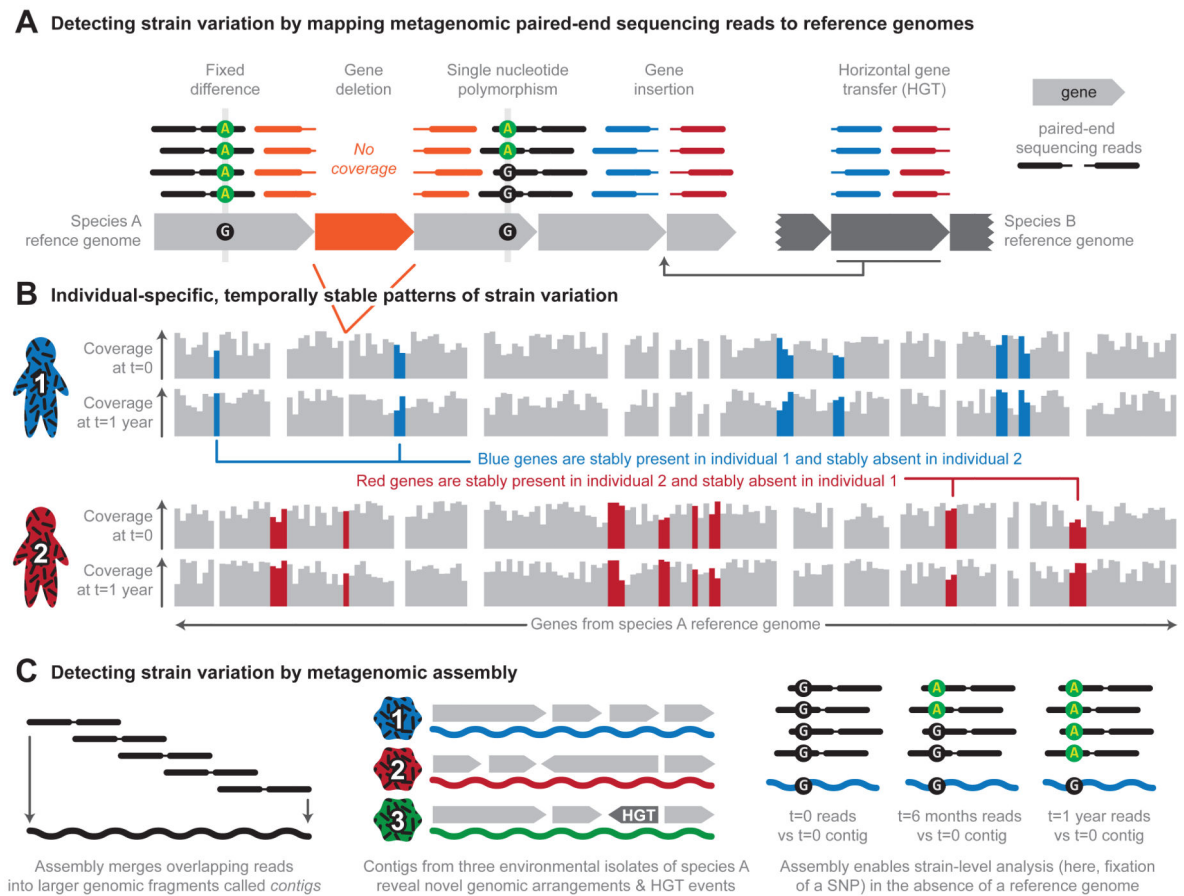 A Detecting strain variation by mapping metagenomic paired-end sequencing reads to reference genomes
Fixed
difference
Gene
deletion
Single nucleotide
polymorphism
Gene
insertion
Horizontal gene
transfer (HGT)
gene
paired-end
sequencing reads
A
A
A
A
No
coverage
A
A
G
G
Species A
refence genome
G
G
Species B
reference genome
B Individual-specific, temporally stable patterns of strain variation
1
Coverage
at t=0
Coverage
at t=1 year
Blue genes are stably present in individual 1 and stably absent in individual 2
Red genes are stably present in individual 2 and stably absent in individual 1
2
Coverage
at t=0
Coverage
at t=1 year
Genes from species A reference genome
C Detecting strain variation by metagenomic assembly
Assembly merges overlapping reads
into larger genomic fragments called contigs
1
2
3
HGT
Contigs from three environmental isolates of species A
reveal novel genomic arrangements & HGT events
G
G
G
G
G
t=0 reads
vs t=0 contig
A
A
G
G
G
t=6 months reads
vs t=0 contig
A
A
A
A
G
t=1 year reads
vs t=0 contig
Assembly enables strain-level analysis (here, fixation
of a SNP) in the absence of a reference genome